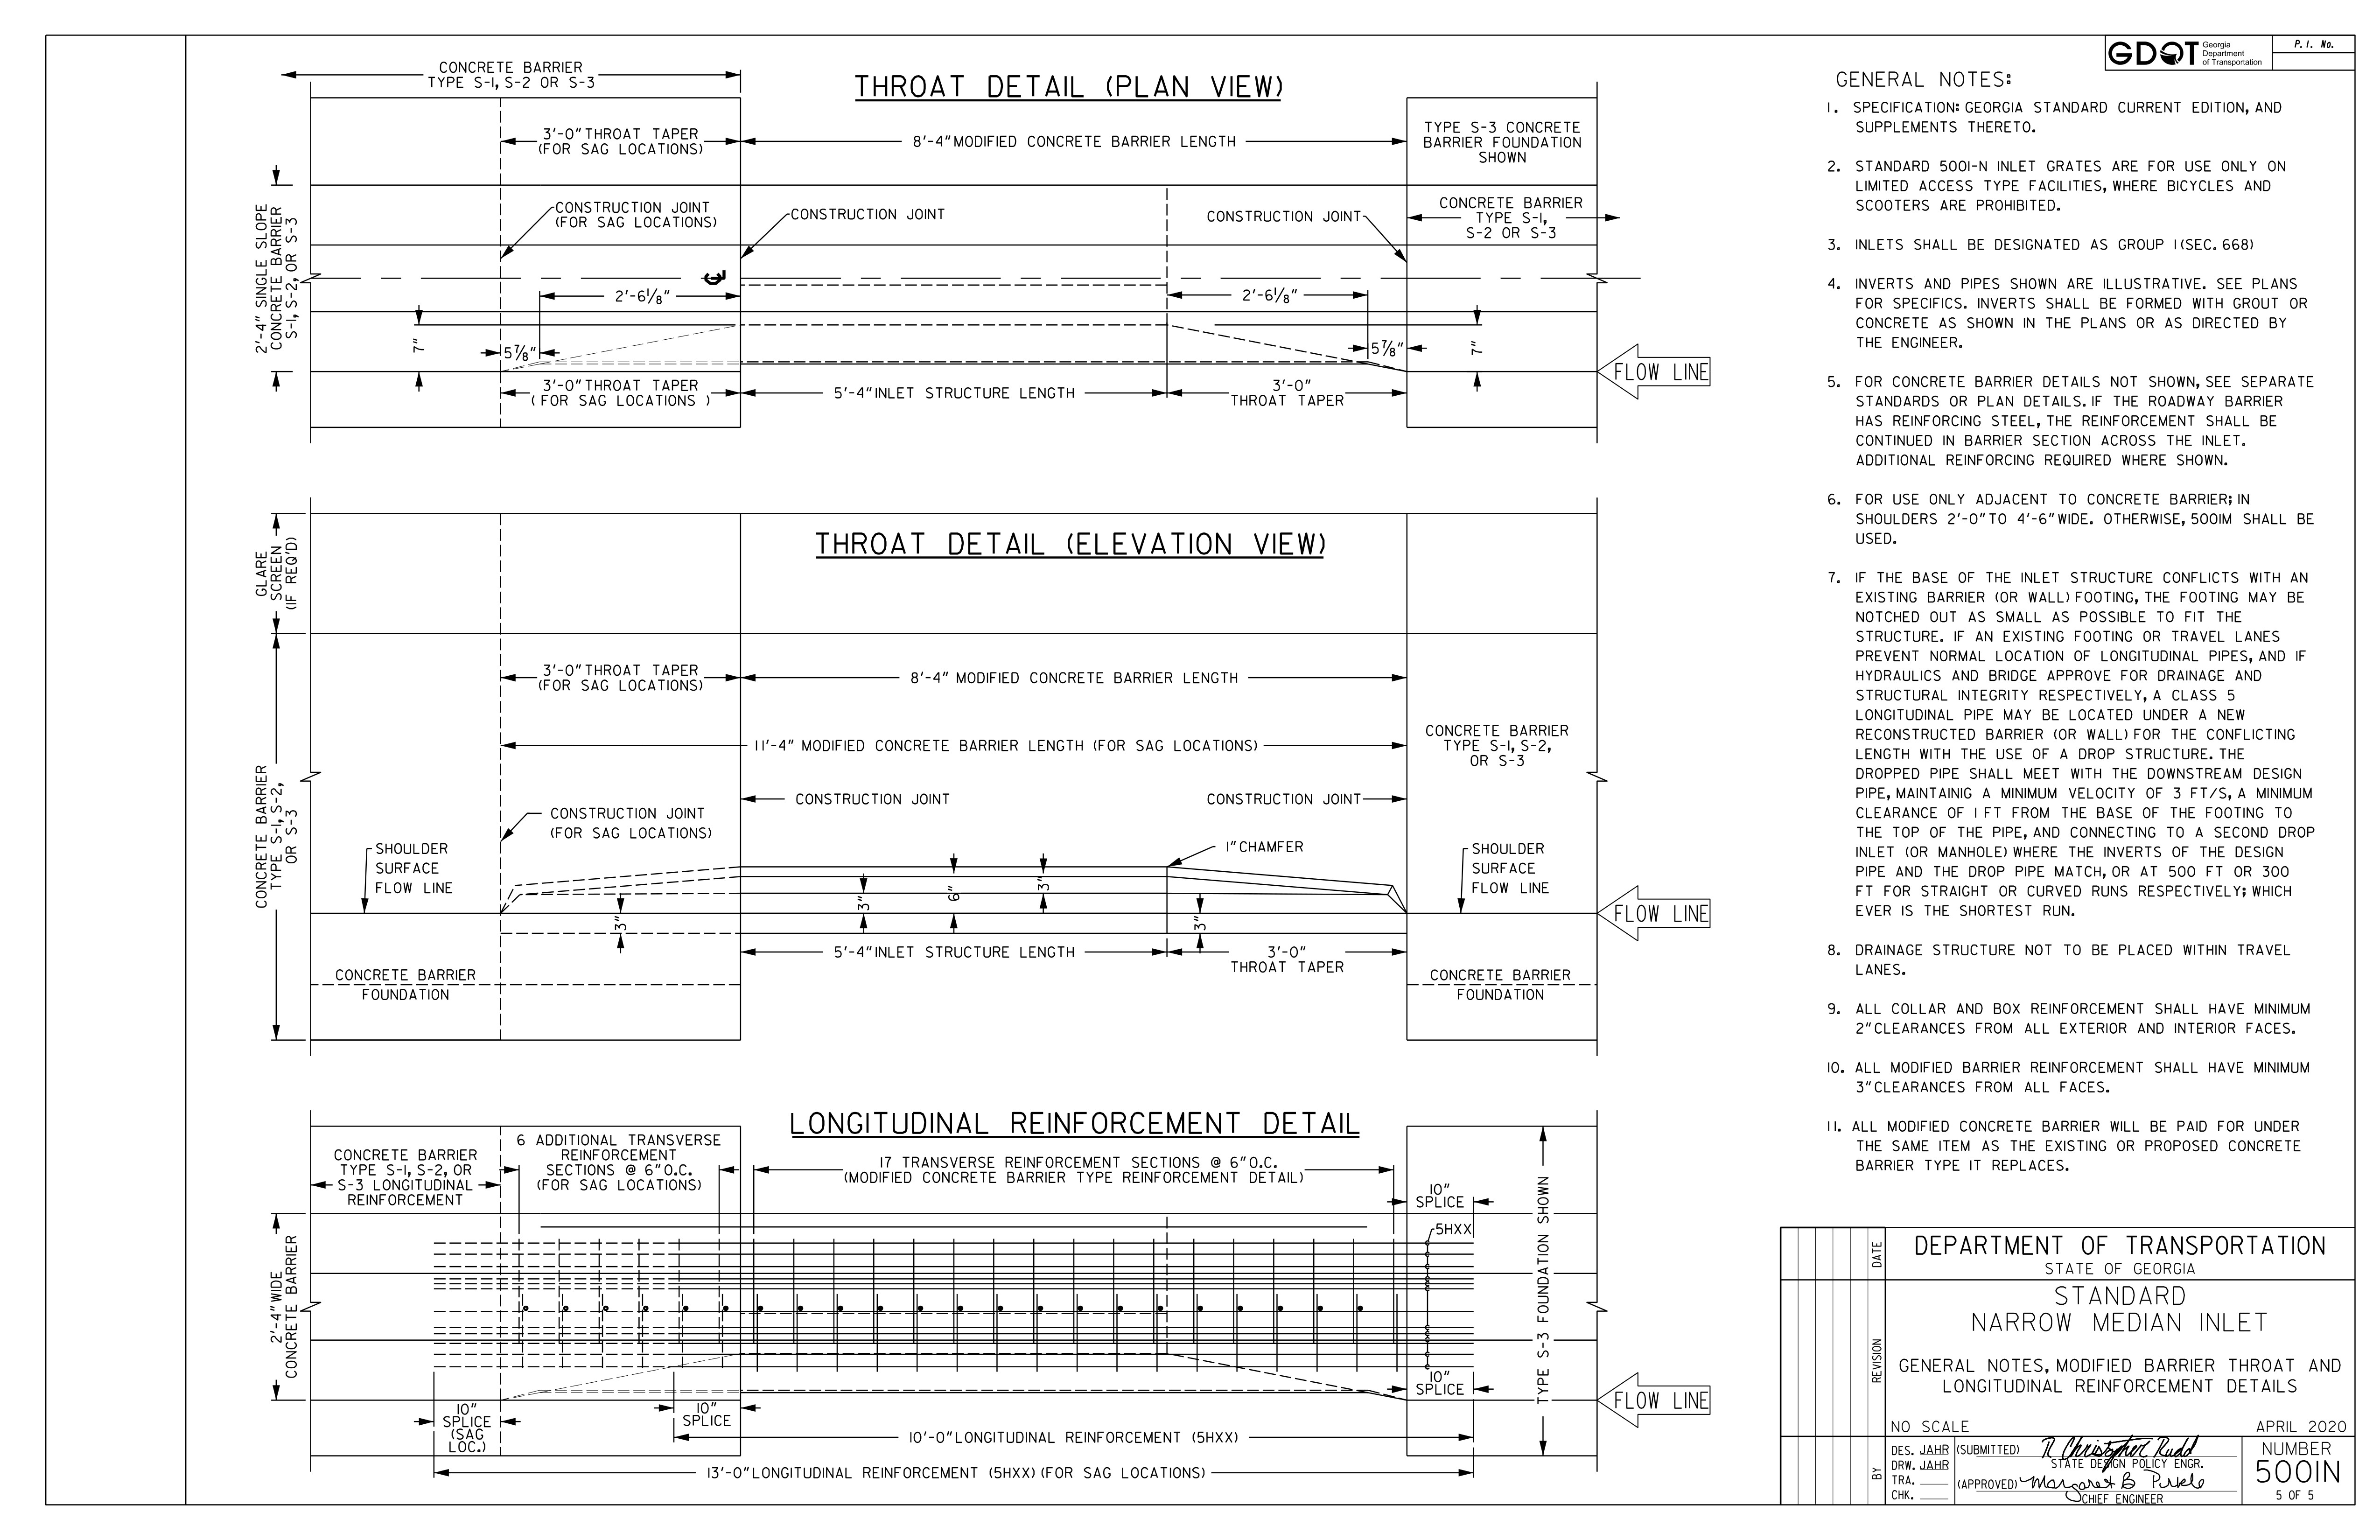 GDOT
Georgia
Department
of Transportation
P.I. No.
THROAT DETAIL (PLAN VIEW)
CONCRETE BARRIER
TYPE S-1, S-2 OR S-3
3'-0" THROAT TAPER
(FOR SAG LOCATIONS)
8'-4" MODIFIED CONCRETE BARRIER LENGTH
TYPE S-3 CONCRETE
BARRIER FOUNDATION
SHOWN
2'-4" SINGLE SLOPE
CONCRETE BARRIER
S-1, S-2, OR S-3
CONSTRUCTION JOINT
(FOR SAG LOCATIONS)
CONSTRUCTION JOINT
CONSTRUCTION JOINT
CONCRETE BARRIER
TYPE S-1,
S-2 OR S-3
2'-6 1/8"
2'-6 1/8"
7"
5 7/8"
5 7/8"
7"
3'-0" THROAT TAPER
( FOR SAG LOCATIONS )
5'-4" INLET STRUCTURE LENGTH
3'-0"
THROAT TAPER
FLOW LINE
THROAT DETAIL (ELEVATION VIEW)
GLARE
SCREEN
(IF REQ'D)
3'-0" THROAT TAPER
(FOR SAG LOCATIONS)
8'-4" MODIFIED CONCRETE BARRIER LENGTH
11'-4" MODIFIED CONCRETE BARRIER LENGTH (FOR SAG LOCATIONS)
CONCRETE BARRIER
TYPE S-1, S-2,
OR S-3
CONCRETE BARRIER
TYPE S-1, S-2,
OR S-3
CONSTRUCTION JOINT
(FOR SAG LOCATIONS)
CONSTRUCTION JOINT
CONSTRUCTION JOINT
SHOULDER
SURFACE
FLOW LINE
1" CHAMFER
SHOULDER
SURFACE
FLOW LINE
3"
3"
6"
3"
3"
FLOW LINE
5'-4" INLET STRUCTURE LENGTH
3'-0"
THROAT TAPER
CONCRETE BARRIER
FOUNDATION
CONCRETE BARRIER
FOUNDATION
LONGITUDINAL REINFORCEMENT DETAIL
CONCRETE BARRIER
TYPE S-1, S-2, OR
S-3 LONGITUDINAL
REINFORCEMENT
6 ADDITIONAL TRANSVERSE
REINFORCEMENT
SECTIONS @ 6" O.C.
(FOR SAG LOCATIONS)
17 TRANSVERSE REINFORCEMENT SECTIONS @ 6" O.C.
(MODIFIED CONCRETE BARRIER TYPE REINFORCEMENT DETAIL)
10"
SPLICE
5HXX
TYPE S-3 FOUNDATION SHOWN
2'-4" WIDE
CONCRETE BARRIER
10"
SPLICE
FLOW LINE
10"
SPLICE
(SAG
LOC.)
10"
SPLICE
10'-0" LONGITUDINAL REINFORCEMENT (5HXX)
13'-0" LONGITUDINAL REINFORCEMENT (5HXX) (FOR SAG LOCATIONS)
GENERAL NOTES:
1. SPECIFICATION: GEORGIA STANDARD CURRENT EDITION, AND
SUPPLEMENTS THERETO.
2. STANDARD 5001-N INLET GRATES ARE FOR USE ONLY ON
LIMITED ACCESS TYPE FACILITIES, WHERE BICYCLES AND
SCOOTERS ARE PROHIBITED.
3. INLETS SHALL BE DESIGNATED AS GROUP 1 (SEC. 668)
4. INVERTS AND PIPES SHOWN ARE ILLUSTRATIVE. SEE PLANS
FOR SPECIFICS. INVERTS SHALL BE FORMED WITH GROUT OR
CONCRETE AS SHOWN IN THE PLANS OR AS DIRECTED BY
THE ENGINEER.
5. FOR CONCRETE BARRIER DETAILS NOT SHOWN, SEE SEPARATE
STANDARDS OR PLAN DETAILS. IF THE ROADWAY BARRIER
HAS REINFORCING STEEL, THE REINFORCEMENT SHALL BE
CONTINUED IN BARRIER SECTION ACROSS THE INLET.
ADDITIONAL REINFORCING REQUIRED WHERE SHOWN.
6. FOR USE ONLY ADJACENT TO CONCRETE BARRIER; IN
SHOULDERS 2'-0" TO 4'-6" WIDE. OTHERWISE, 5001M SHALL BE
USED.
7. IF THE BASE OF THE INLET STRUCTURE CONFLICTS WITH AN
EXISTING BARRIER (OR WALL) FOOTING, THE FOOTING MAY BE
NOTCHED OUT AS SMALL AS POSSIBLE TO FIT THE
STRUCTURE. IF AN EXISTING FOOTING OR TRAVEL LANES
PREVENT NORMAL LOCATION OF LONGITUDINAL PIPES, AND IF
HYDRAULICS AND BRIDGE APPROVE FOR DRAINAGE AND
STRUCTURAL INTEGRITY RESPECTIVELY, A CLASS 5
LONGITUDINAL PIPE MAY BE LOCATED UNDER A NEW
RECONSTRUCTED BARRIER (OR WALL) FOR THE CONFLICTING
LENGTH WITH THE USE OF A DROP STRUCTURE. THE
DROPPED PIPE SHALL MEET WITH THE DOWNSTREAM DESIGN
PIPE, MAINTAINIG A MINIMUM VELOCITY OF 3 FT/S, A MINIMUM
CLEARANCE OF 1 FT FROM THE BASE OF THE FOOTING TO
THE TOP OF THE PIPE, AND CONNECTING TO A SECOND DROP
INLET (OR MANHOLE) WHERE THE INVERTS OF THE DESIGN
PIPE AND THE DROP PIPE MATCH, OR AT 500 FT OR 300
FT FOR STRAIGHT OR CURVED RUNS RESPECTIVELY; WHICH
EVER IS THE SHORTEST RUN.
8. DRAINAGE STRUCTURE NOT TO BE PLACED WITHIN TRAVEL
LANES.
9. ALL COLLAR AND BOX REINFORCEMENT SHALL HAVE MINIMUM
2" CLEARANCES FROM ALL EXTERIOR AND INTERIOR FACES.
10. ALL MODIFIED BARRIER REINFORCEMENT SHALL HAVE MINIMUM
3" CLEARANCES FROM ALL FACES.
11. ALL MODIFIED CONCRETE BARRIER WILL BE PAID FOR UNDER
THE SAME ITEM AS THE EXISTING OR PROPOSED CONCRETE
BARRIER TYPE IT REPLACES.
DATE
REVISION
BY
DEPARTMENT OF TRANSPORTATION
STATE OF GEORGIA
STANDARD
NARROW MEDIAN INLET
GENERAL NOTES, MODIFIED BARRIER THROAT AND
LONGITUDINAL REINFORCEMENT DETAILS
NO SCALE
APRIL 2020
DES. JAHR
DRW. JAHR
TRA.
CHK.
(SUBMITTED) R Christopher Rudd
STATE DESIGN POLICY ENGR.
(APPROVED) Margaret B Pirkle
CHIEF ENGINEER
NUMBER
5001N
5 OF 5